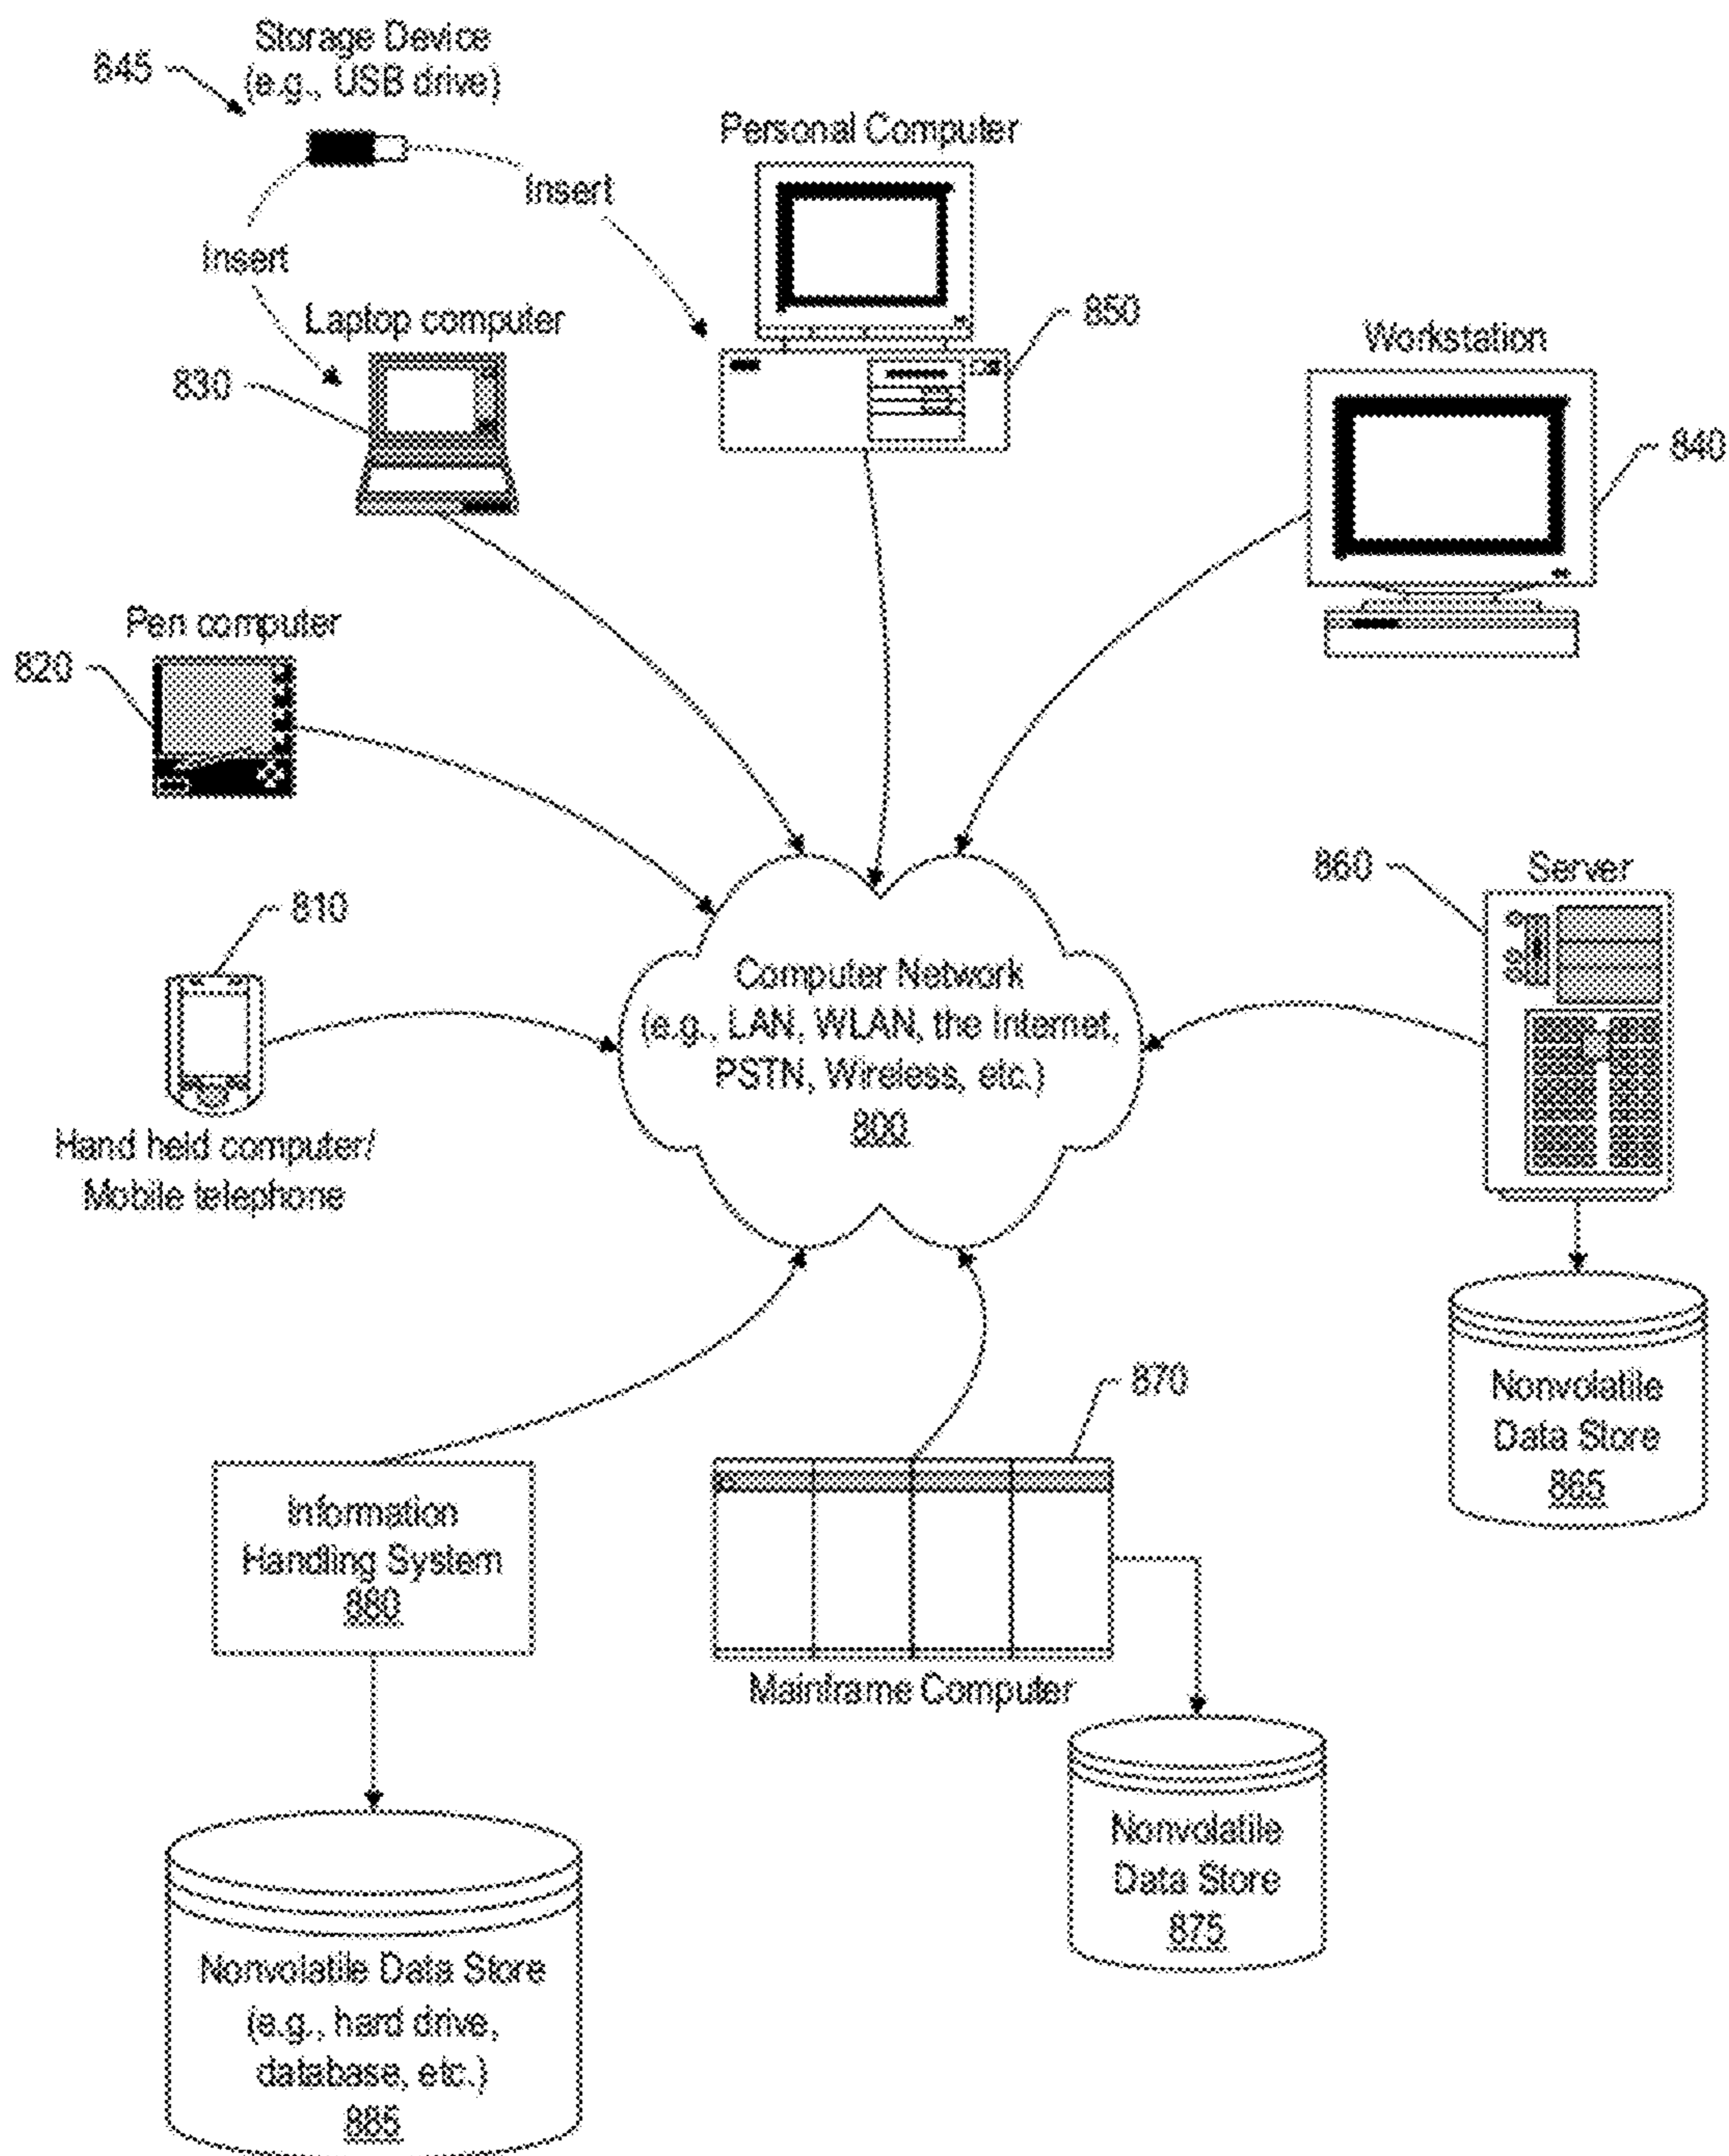 Storage Device
(e.g., USB drive)
845
Personal Computer
Insert
Insert
Laptop computer
850
Workstation
830
840
Pen computer
820
860
Server
810
Computer Network
(e.g., LAN, WLAN, the Internet,
PSTN, Wireless, etc.)
800
Hand held computer/
Mobile telephone
870
Nonvolatile
Data Store
865
Information
Handling System
880
Mainframe Computer
Nonvolatile
Data Store
875
Nonvolatile Data Store
(e.g., hard drive,
database, etc.)
885